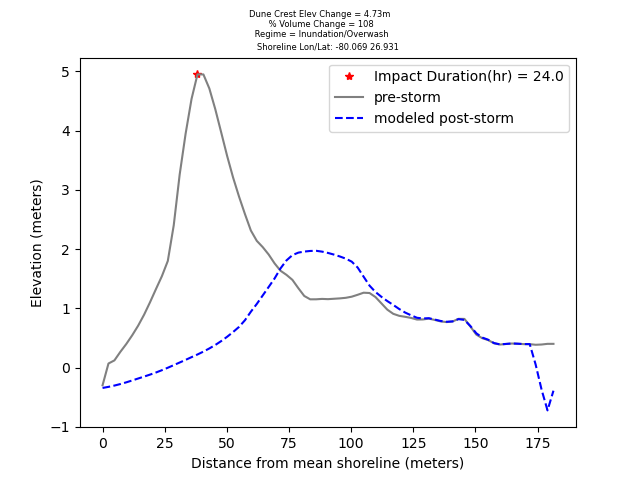 Dune Crest Elev Change = 4.73m
% Volume Change = 108
Regime = Inundation/Overwash
Shoreline Lon/Lat: -80.069 26.931
Impact Duration(hr) = 24.0
pre-storm
modeled post-storm
Elevation (meters)
5
4
3
2
1
0
−1
0 25 50 75 100 125 150 175
Distance from mean shoreline (meters)